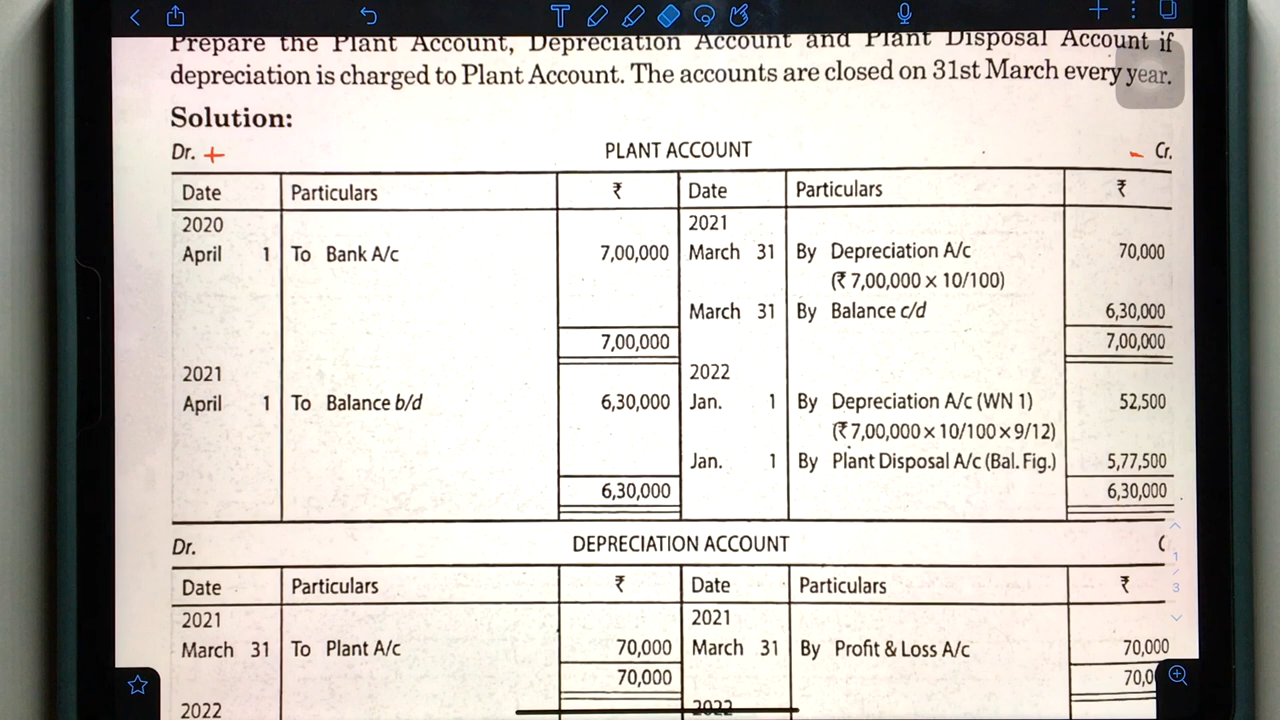 Prepare the Plant Account, Depreciation Account and Plant Disposal Account if
depreciation is charged to Plant Account. The accounts are closed on 31st March every year.
Solution:
Dr. + PLANT ACCOUNT - Cr.
Date Particulars ₹ Date Particulars ₹
2020 2021
April 1 To Bank A/c 7,00,000 March 31 By Depreciation A/c 70,000
(₹ 7,00,000 × 10/100)
March 31 By Balance c/d 6,30,000
7,00,000 7,00,000
2021 2022
April 1 To Balance b/d 6,30,000 Jan. 1 By Depreciation A/c (WN 1) 52,500
(₹ 7,00,000 × 10/100 × 9/12)
Jan. 1 By Plant Disposal A/c (Bal. Fig.) 5,77,500
6,30,000 6,30,000
Dr. DEPRECIATION ACCOUNT
Date Particulars ₹ Date Particulars ₹
2021 2021
March 31 To Plant A/c 70,000 March 31 By Profit & Loss A/c 70,000
70,000 70,0
2022 2022
1
/
3